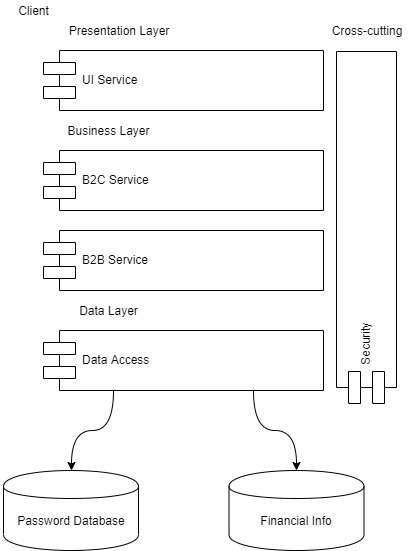 Client
Presentation Layer
Cross-cutting
UI Service
Business Layer
B2C Service
B2B Service
Data Layer
Data Access
Security
Password Database
Financial Info